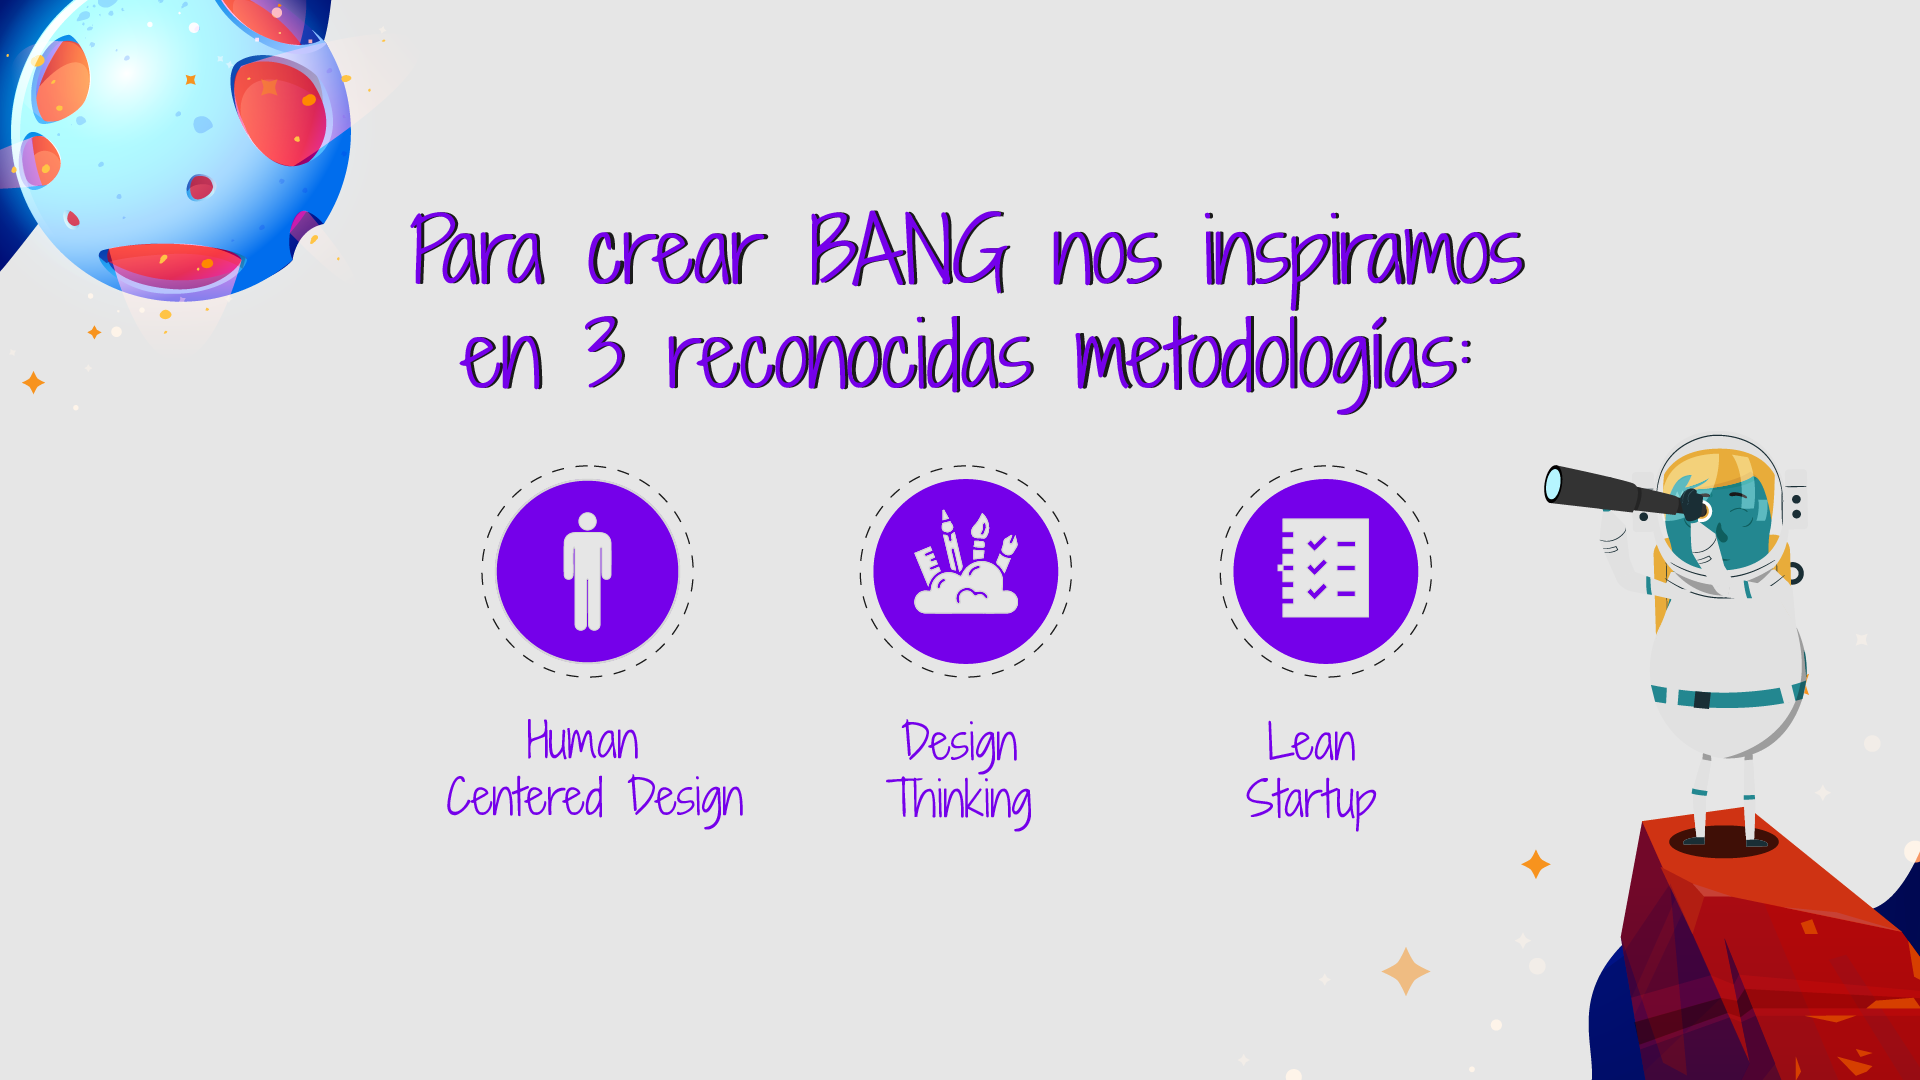 Para crear BANG nos inspiramos
en 3 reconocidas metodologías:
Human
Centered Design
Design
Thinking
Lean
Startup